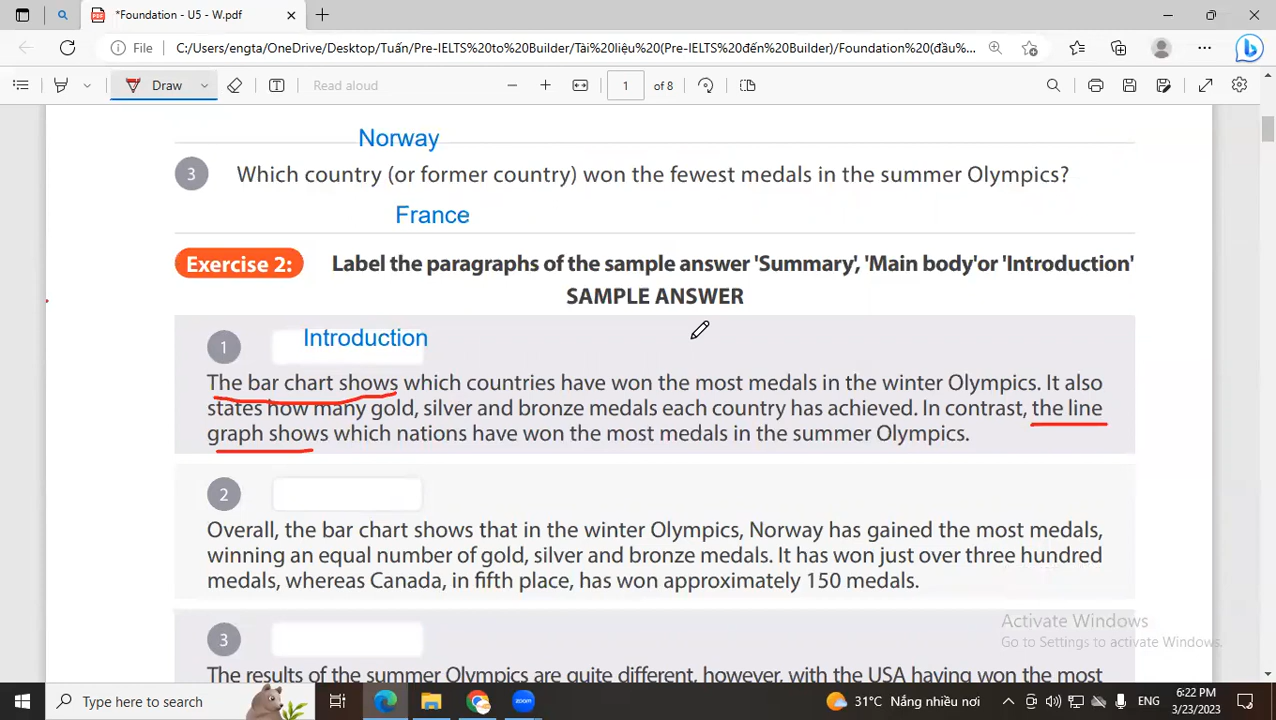 *Foundation - U5 - W.pdf
File C:/Users/engta/OneDrive/Desktop/Tuấn/Pre-IELTS%20to%20Builder/Tài%20liệu%20(Pre-IELTS%20đến%20Builder)/Foundation%20(đầu%...
Draw Read aloud 1 of 8
Norway
3 Which country (or former country) won the fewest medals in the summer Olympics?
France
Exercise 2: Label the paragraphs of the sample answer 'Summary', 'Main body'or 'Introduction'
SAMPLE ANSWER
1 Introduction
The bar chart shows which countries have won the most medals in the winter Olympics. It also
states how many gold, silver and bronze medals each country has achieved. In contrast, the line
graph shows which nations have won the most medals in the summer Olympics.
2
Overall, the bar chart shows that in the winter Olympics, Norway has gained the most medals,
winning an equal number of gold, silver and bronze medals. It has won just over three hundred
medals, whereas Canada, in fifth place, has won approximately 150 medals.
Activate Windows
Go to Settings to activate Windows.
3
The results of the summer Olympics are quite different, however, with the USA having won the most
Type here to search zoom 31°C Nắng nhiều nơi ENG 6:22 PM
3/23/2023